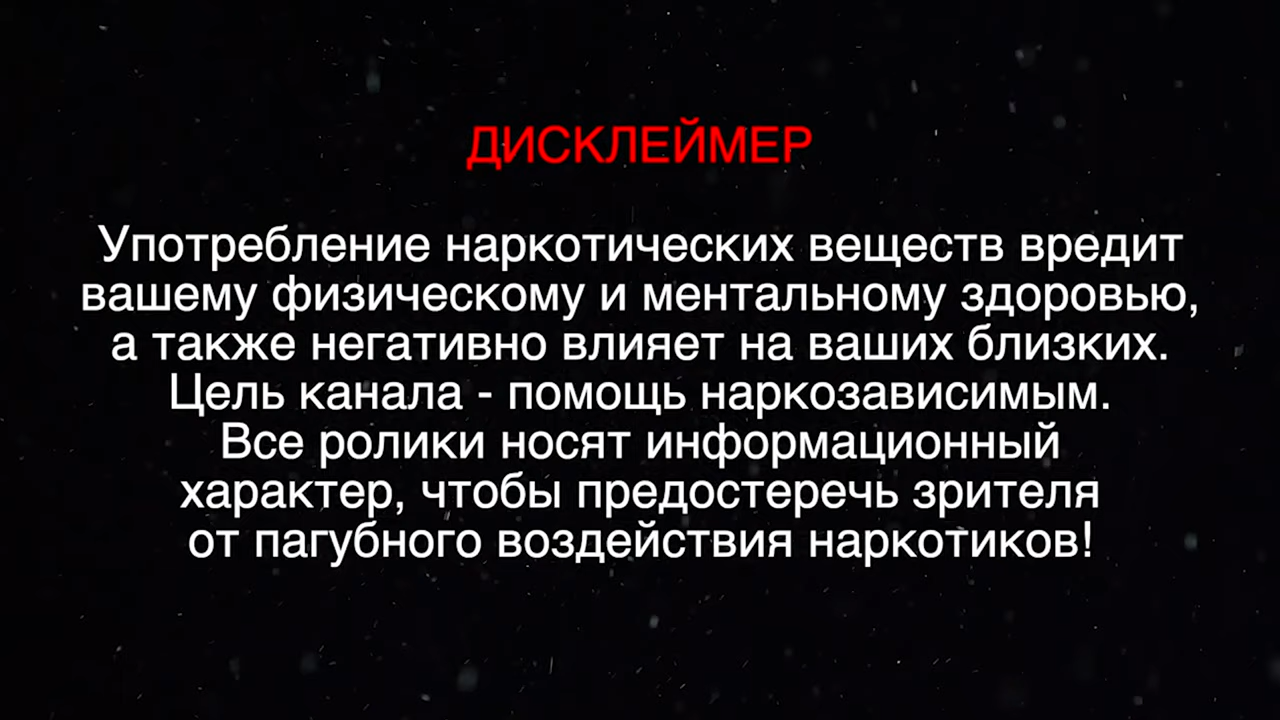 ДИСКЛЕЙМЕР
Употребление наркотических веществ вредит
вашему физическому и ментальному здоровью,
а также негативно влияет на ваших близких.
Цель канала - помощь наркозависимым.
Все ролики носят информационный
характер, чтобы предостеречь зрителя
от пагубного воздействия наркотиков!